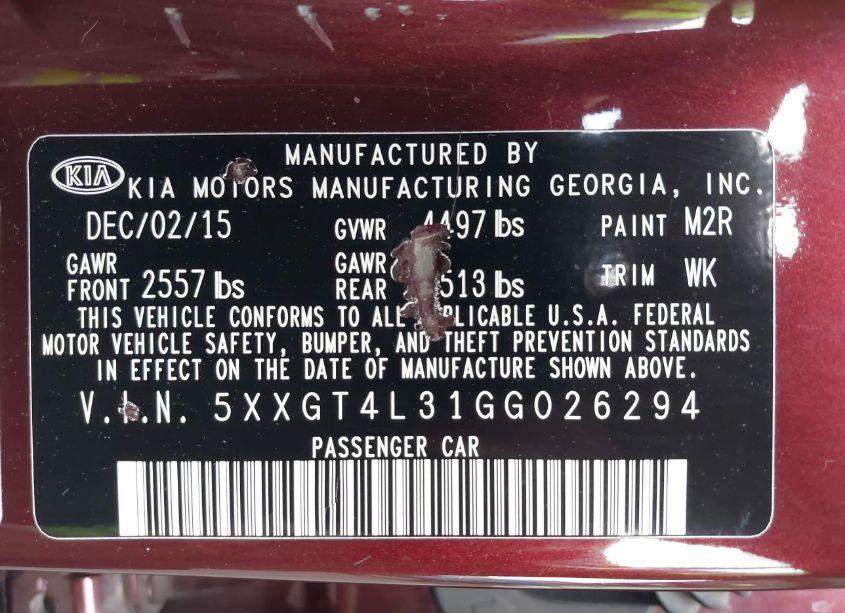 MANUFACTURED BY
KIA KIA MOTORS MANUFACTURING GEORGIA, INC.
DEC/02/15 GVWR 4497 lbs PAINT M2R
GAWR FRONT 2557 lbs GAWR REAR 513 lbs TRIM WK
THIS VEHICLE CONFORMS TO ALL APPLICABLE U.S.A. FEDERAL
MOTOR VEHICLE SAFETY, BUMPER, AND THEFT PREVENTION STANDARDS
IN EFFECT ON THE DATE OF MANUFACTURE SHOWN ABOVE.
V.I.N. 5XXGT4L31GG026294
PASSENGER CAR